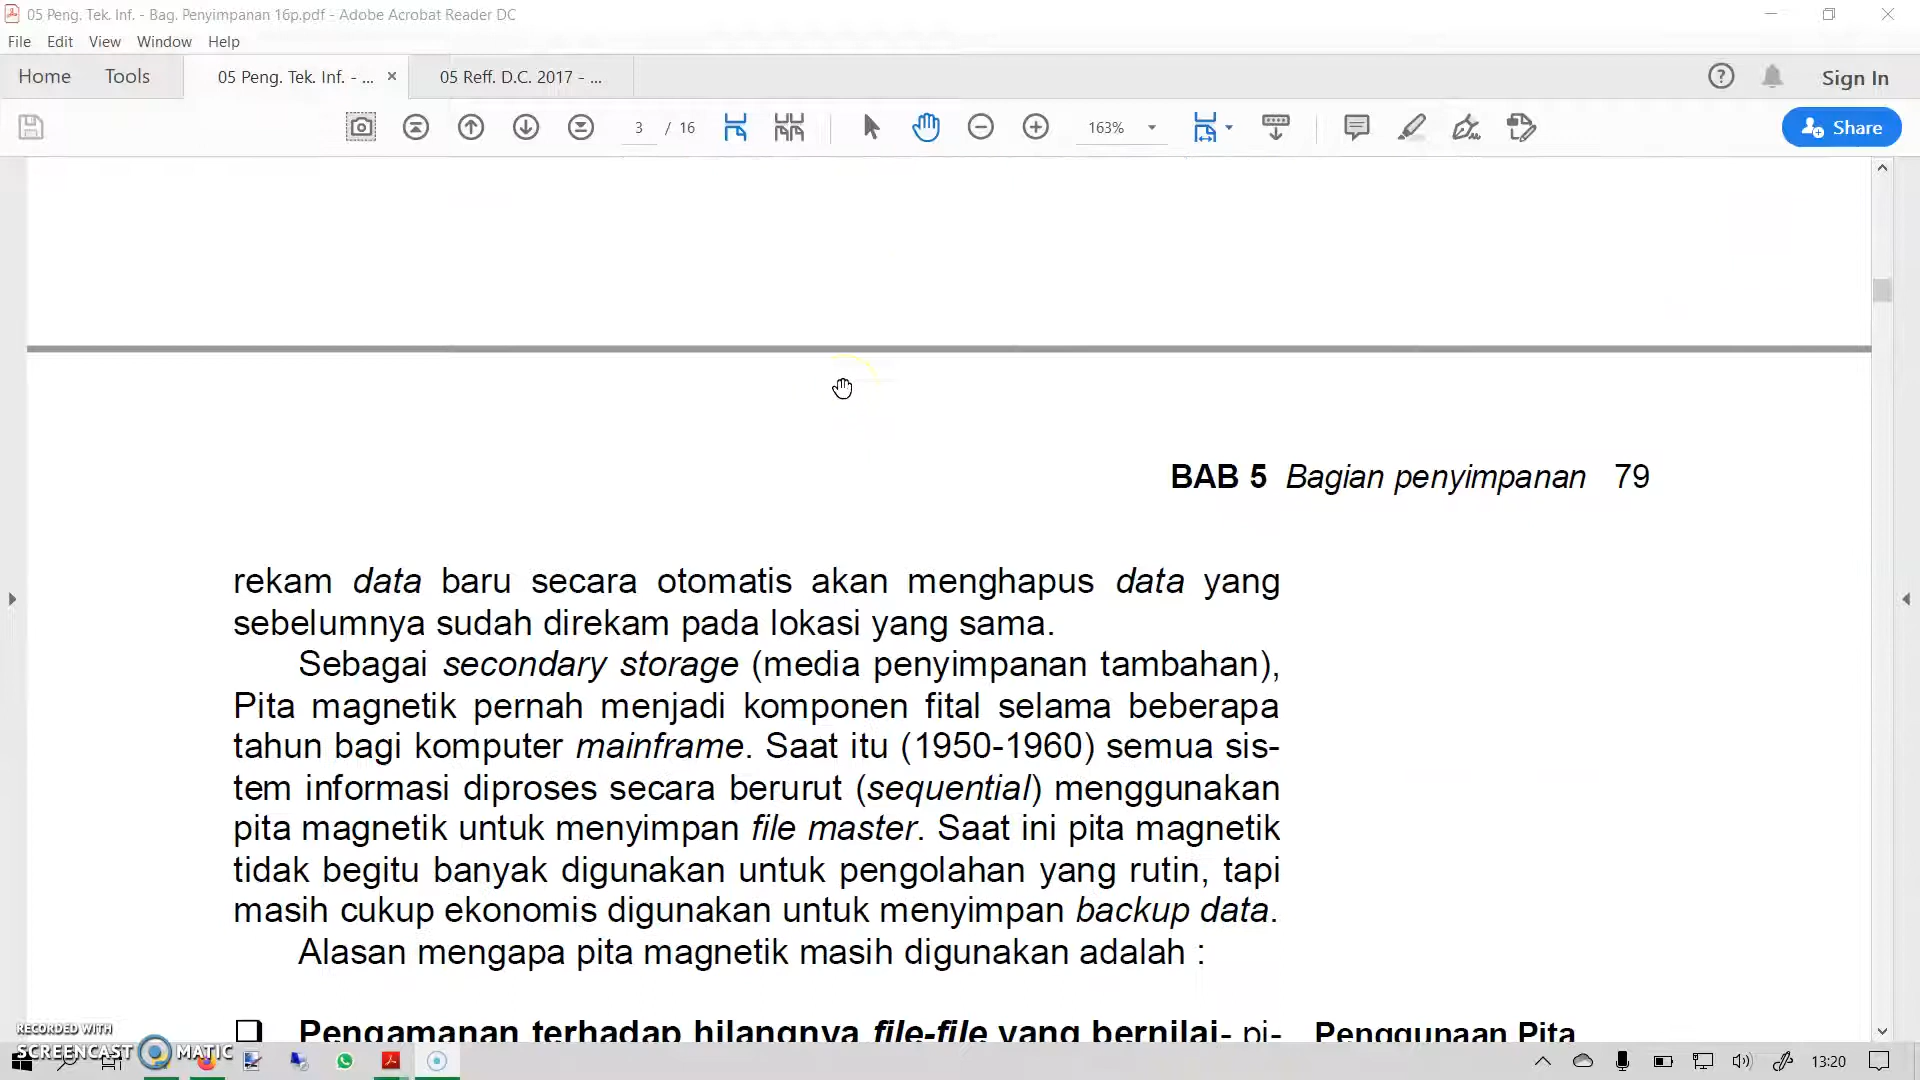 05 Peng. Tek. Inf. - Bag. Penyimpanan 16p.pdf - Adobe Acrobat Reader DC
File Edit View Window Help
Home Tools 05 Peng. Tek. Inf. - ... × 05 Reff. D.C. 2017 - ... ? Sign In
3 / 16 163% Share
BAB 5 Bagian penyimpanan 79
rekam data baru secara otomatis akan menghapus data yang
sebelumnya sudah direkam pada lokasi yang sama.
Sebagai secondary storage (media penyimpanan tambahan),
Pita magnetik pernah menjadi komponen fital selama beberapa
tahun bagi komputer mainframe. Saat itu (1950-1960) semua sis-
tem informasi diproses secara berurut (sequential) menggunakan
pita magnetik untuk menyimpan file master. Saat ini pita magnetik
tidak begitu banyak digunakan untuk pengolahan yang rutin, tapi
masih cukup ekonomis digunakan untuk menyimpan backup data.
Alasan mengapa pita magnetik masih digunakan adalah :
❑ Pengamanan terhadap hilangnya file-file yang bernilai- pi-
Penggunaan Pita
RECORDED WITH
SCREENCAST MATIC
13:20